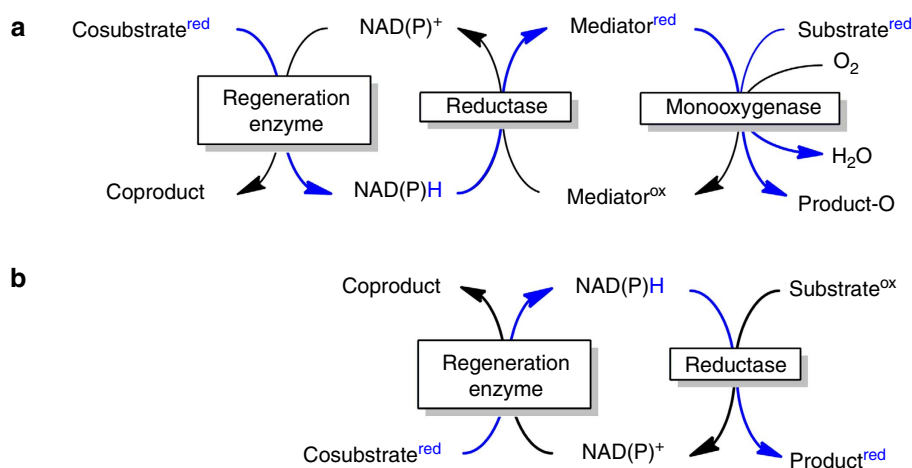 a
Cosubstrate^red NAD(P)⁺ Mediator^red Substrate^red
O₂
Regeneration
enzyme
Reductase
Monooxygenase
H₂O
Coproduct NAD(P)H Mediator^ox Product-O
b
Coproduct NAD(P)H Substrate^ox
Regeneration
enzyme
Reductase
Cosubstrate^red NAD(P)⁺ Product^red